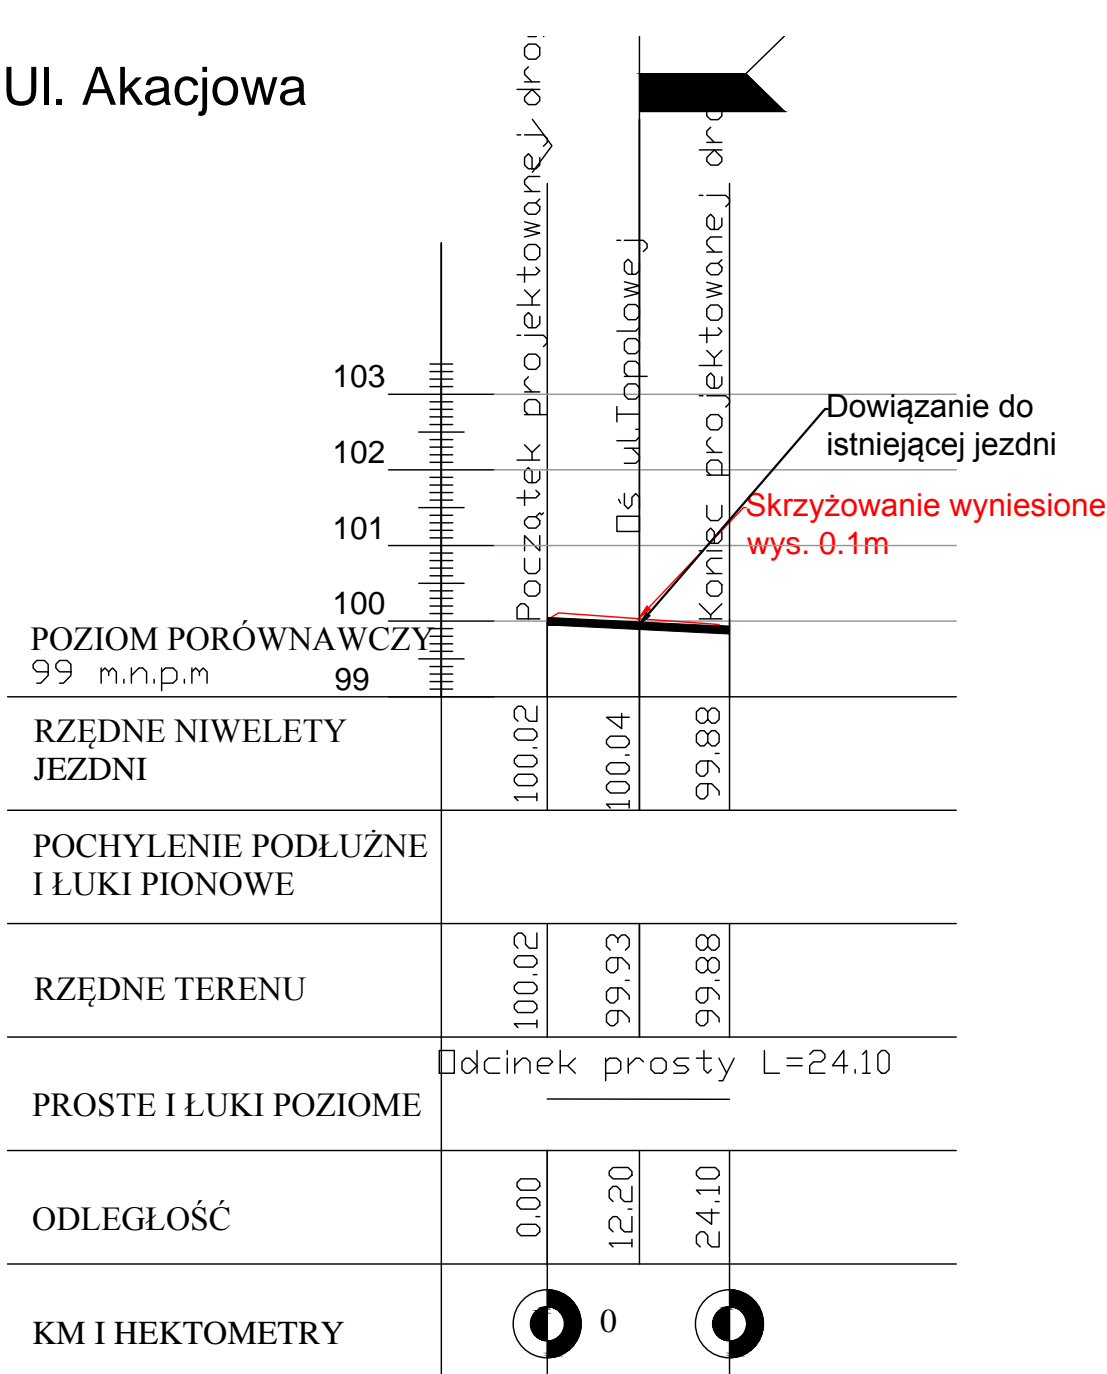 Ul. Akacjowa
Początek projektowanej
Oś ul.Topolowej
Koniec projektowanej
103
102
101
100
99
Dowiązanie do
istniejącej jezdni
Skrzyżowanie wyniesione
wys. 0.1m
POZIOM PORÓWNAWCZY
99 m.n.p.m
RZĘDNE NIWELETY
JEZDNI
100.02
100.04
99.88
POCHYLENIE PODŁUŻNE
I ŁUKI PIONOWE
RZĘDNE TERENU
100.02
99.93
99.88
Odcinek prosty L=24.10
PROSTE I ŁUKI POZIOME
ODLEGŁOŚĆ
0.00
12.20
24.10
KM I HEKTOMETRY
0